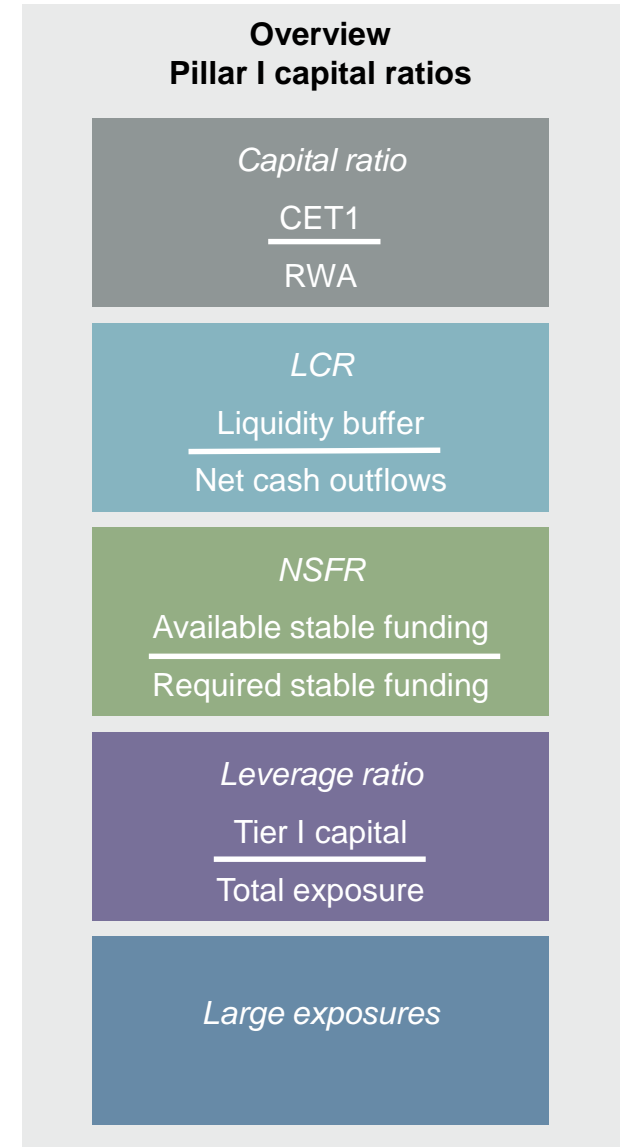 Overview
Pillar I capital ratios
Capital ratio
CET1
RWA
LCR
Liquidity buffer
Net cash outflows
NSFR
Available stable funding
Required stable funding
Leverage ratio
Tier I capital
Total exposure
Large exposures